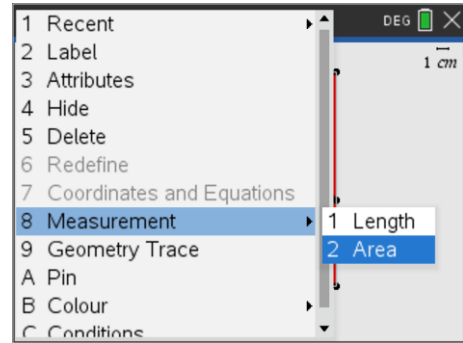 1 Recent
DEG
2 Label
1 cm
3 Attributes
4 Hide
5 Delete
6 Redefine
7 Coordinates and Equations
8 Measurement
1 Length
9 Geometry Trace
2 Area
A Pin
B Colour
C Conditions